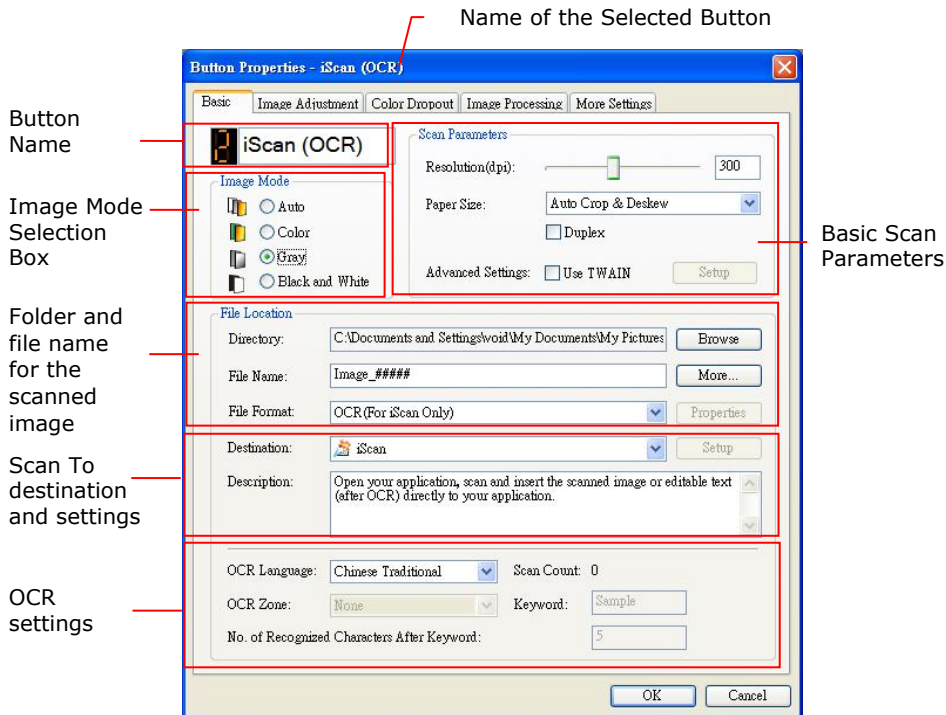 Name of the Selected Button
Button Properties - iScan (OCR)
Basic Image Adjustment Color Dropout Image Processing More Settings
Button
Name
2 iScan (OCR)
Image Mode
Selection
Box
Image Mode
Auto
Color
Gray
Black and White
Scan Parameters
Resolution(dpi): 300
Paper Size: Auto Crop & Deskew
Duplex
Advanced Settings: Use TWAIN Setup
Basic Scan
Parameters
Folder and
file name
for the
scanned
image
File Location
Directory: C:\Documents and Settings\void\My Documents\My Pictures Browse
File Name: Image_##### More...
File Format: OCR(For iScan Only) Properties
Scan To
destination
and settings
Destination: iScan Setup
Description: Open your application, scan and insert the scanned image or editable text
(after OCR) directly to your application.
OCR
settings
OCR Language: Chinese Traditional Scan Count: 0
OCR Zone: None Keyword: Sample
No. of Recognized Characters After Keyword: 5
OK Cancel